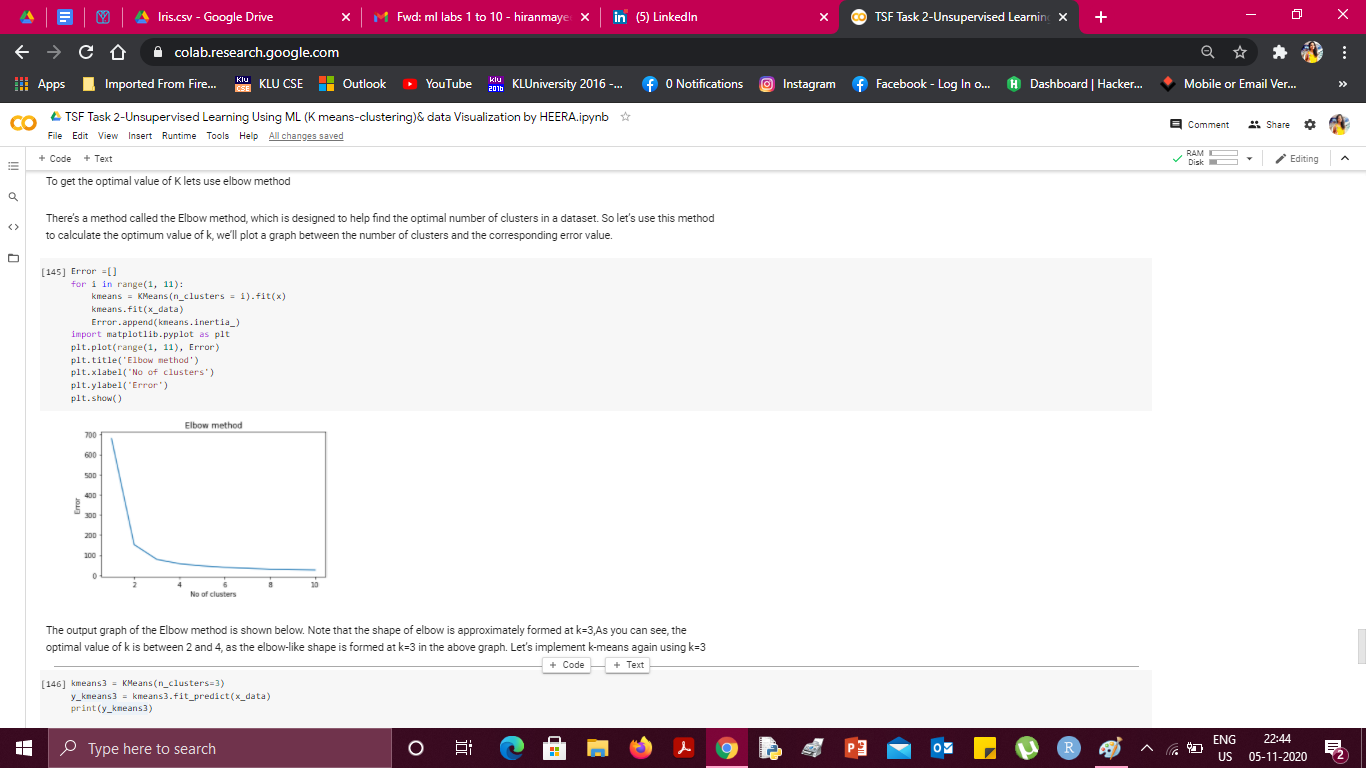 Iris.csv - Google Drive
Fwd: ml labs 1 to 10 - hiranmaye
(5) LinkedIn
TSF Task 2-Unsupervised Learning
colab.research.google.com
Apps
Imported From Fire...
KLU CSE
Outlook
YouTube
KLUniversity 2016 -...
0 Notifications
Instagram
Facebook - Log In o...
Dashboard | Hacker...
Mobile or Email Ver...
»
TSF Task 2-Unsupervised Learning Using ML (K means-clustering)& data Visualization by HEERA.ipynb
Comment
Share
File Edit View Insert Runtime Tools Help All changes saved
+ Code + Text
RAM
Disk
Editing
To get the optimal value of K lets use elbow method
There's a method called the Elbow method, which is designed to help find the optimal number of clusters in a dataset. So let's use this method
to calculate the optimum value of k, we'll plot a graph between the number of clusters and the corresponding error value.
[145] Error =[]
for i in range(1, 11):
kmeans = KMeans(n_clusters = i).fit(x)
kmeans.fit(x_data)
Error.append(kmeans.inertia_)
import matplotlib.pyplot as plt
plt.plot(range(1, 11), Error)
plt.title('Elbow method')
plt.xlabel('No of clusters')
plt.ylabel('Error')
plt.show()
Elbow method
700
600
500
400
300
200
100
0
Error
2 4 6 8 10
No of clusters
The output graph of the Elbow method is shown below. Note that the shape of elbow is approximately formed at k=3,As you can see, the
optimal value of k is between 2 and 4, as the elbow-like shape is formed at k=3 in the above graph. Let's implement k-means again using k=3
+ Code + Text
[146] kmeans3 = KMeans(n_clusters=3)
y_kmeans3 = kmeans3.fit_predict(x_data)
print(y_kmeans3)
Type here to search
ENG
US
22:44
05-11-2020
2